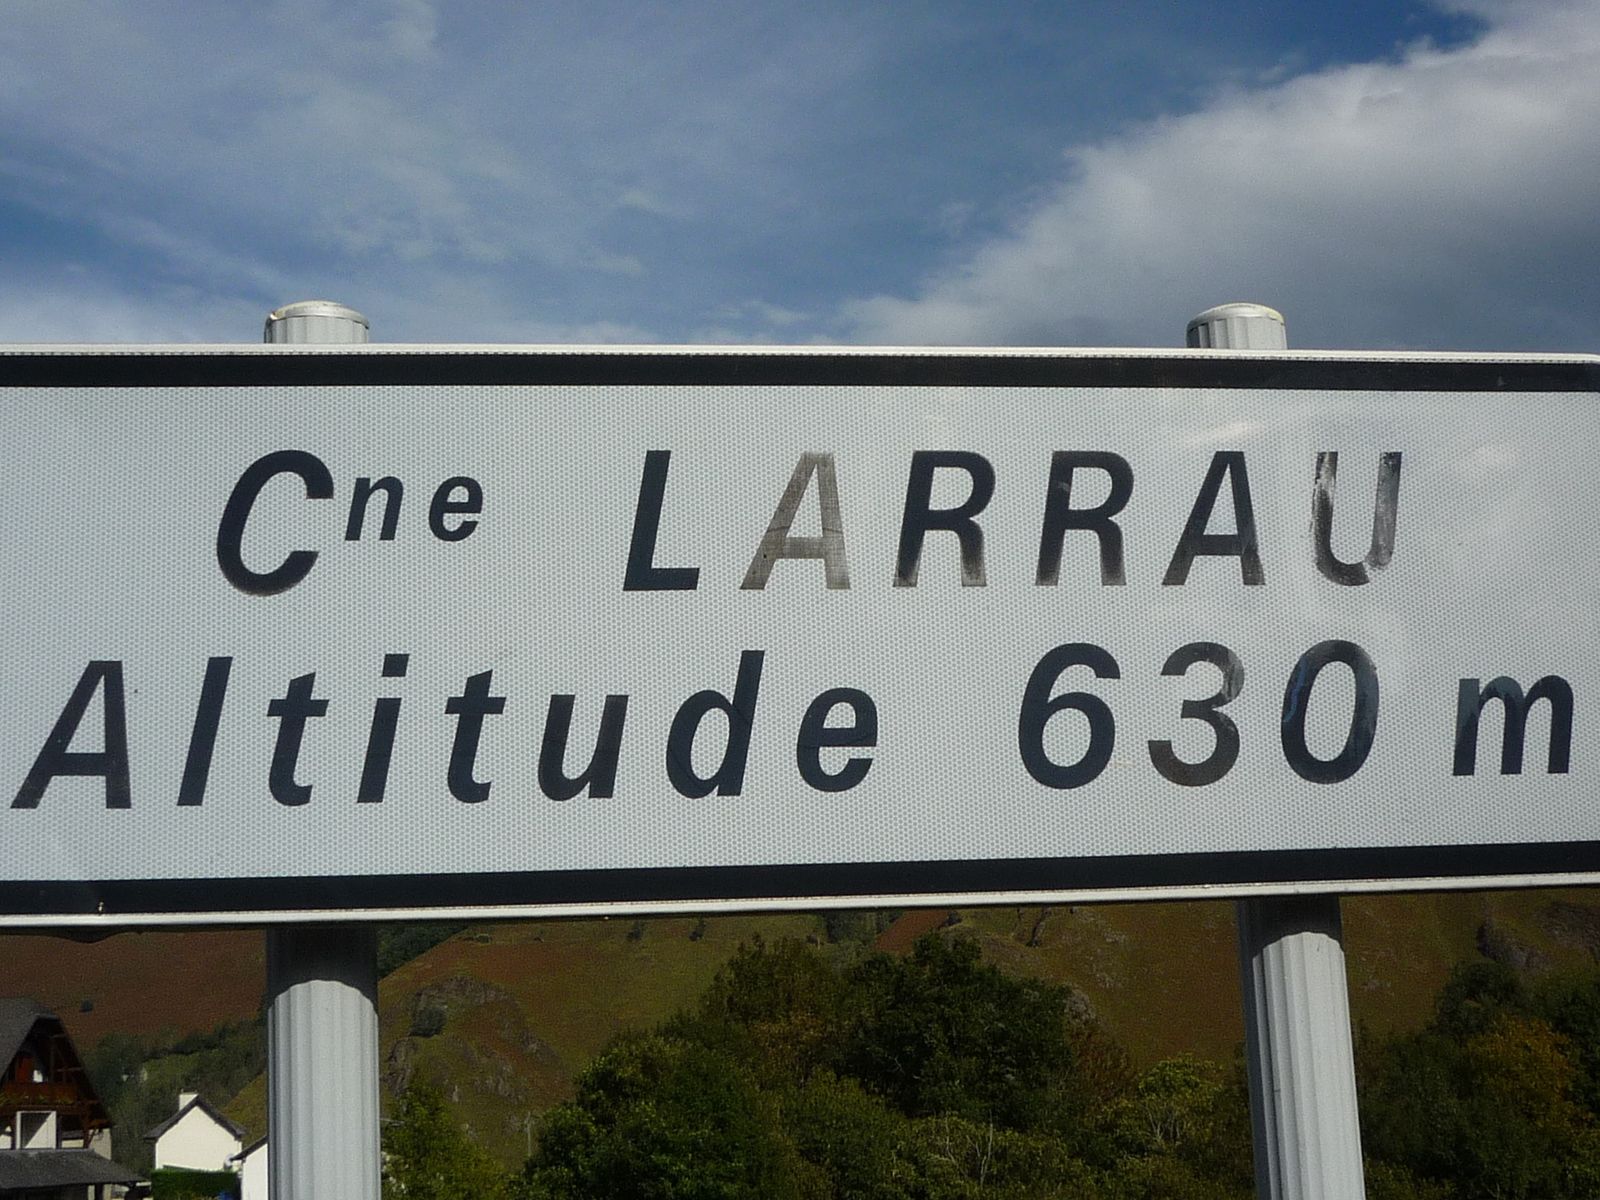 Cne LARRAU
Altitude 630 m